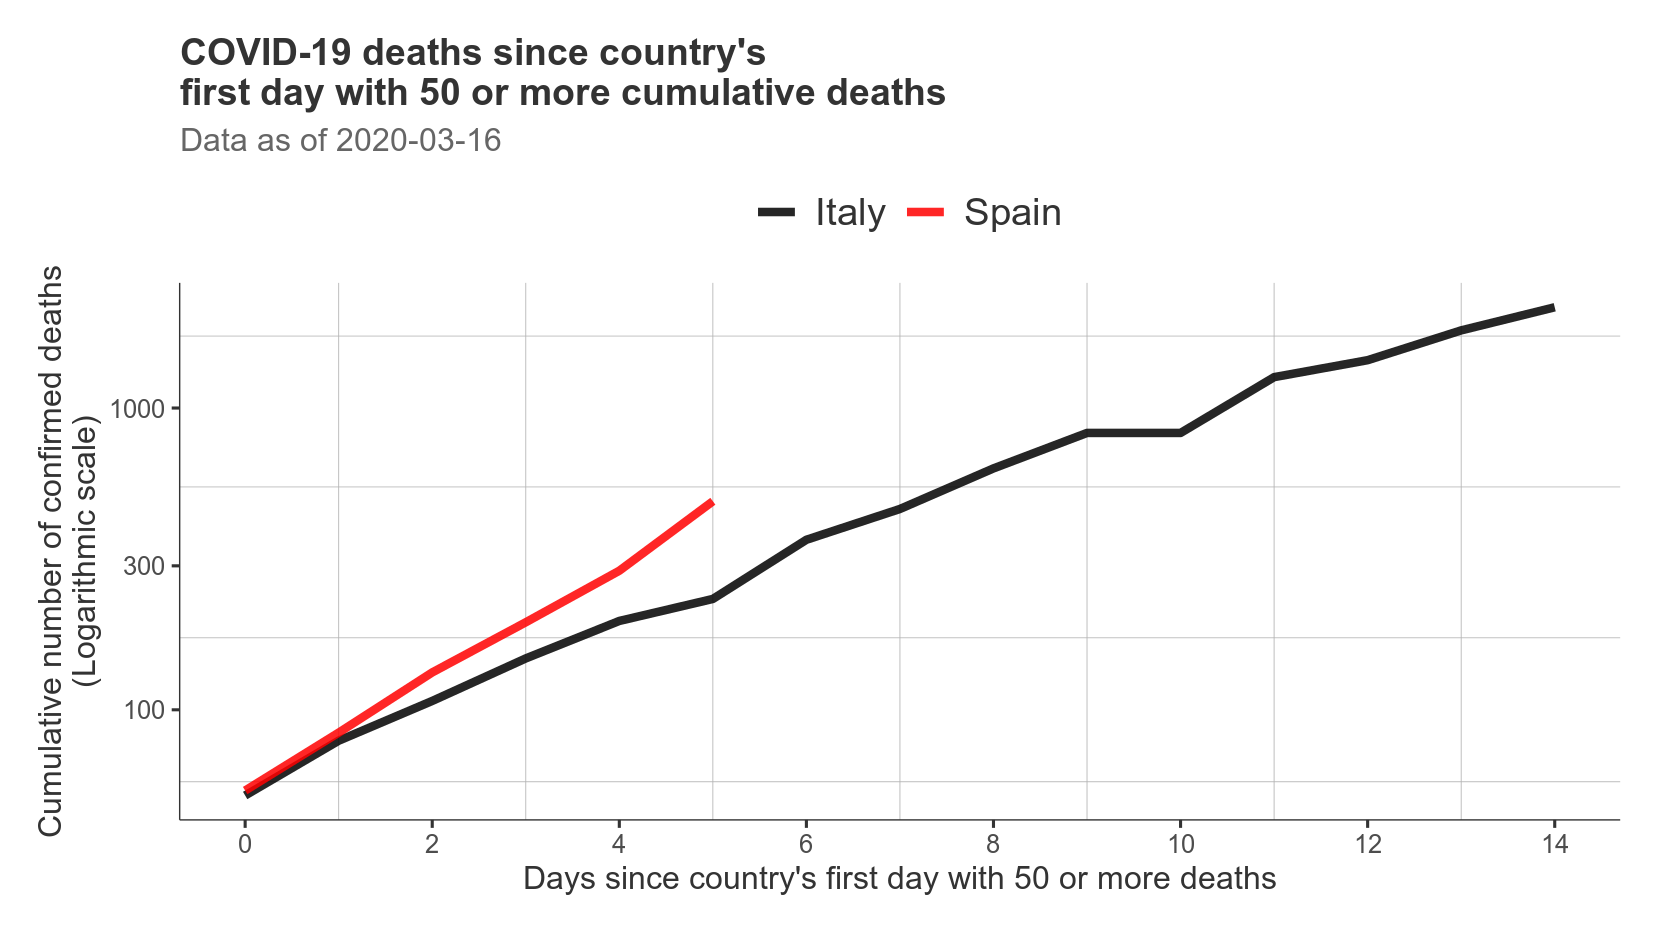 COVID-19 deaths since country's
first day with 50 or more cumulative deaths
Data as of 2020-03-16
Italy Spain
Cumulative number of confirmed deaths
(Logarithmic scale)
1000
300
100
0 2 4 6 8 10 12 14
Days since country's first day with 50 or more deaths